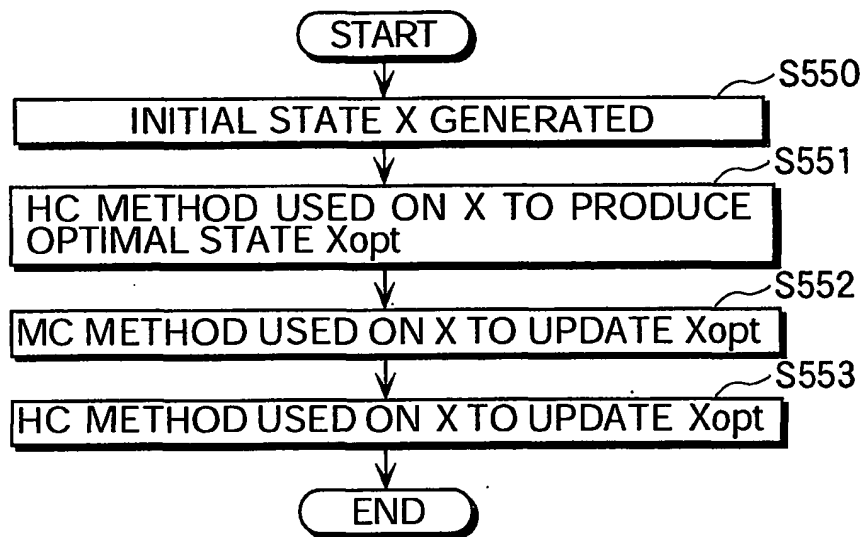 START
S550
INITIAL STATE X GENERATED
S551
HC METHOD USED ON X TO PRODUCE
OPTIMAL STATE Xopt
S552
MC METHOD USED ON X TO UPDATE Xopt
S553
HC METHOD USED ON X TO UPDATE Xopt
END